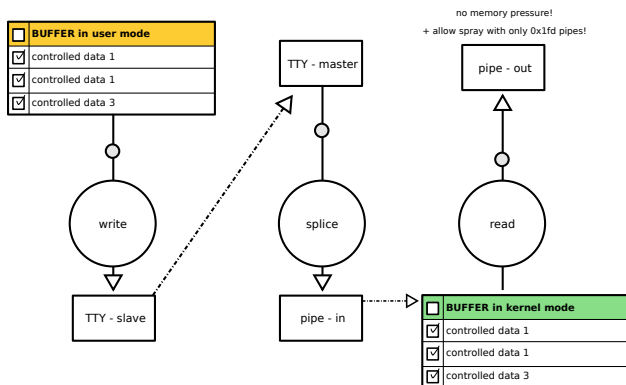 no memory pressure!
+ allow spray with only 0x1fd pipes!
BUFFER in user mode
controlled data 1
controlled data 1
controlled data 3
TTY - master
pipe - out
write
splice
read
TTY - slave
pipe - in
BUFFER in kernel mode
controlled data 1
controlled data 1
controlled data 3